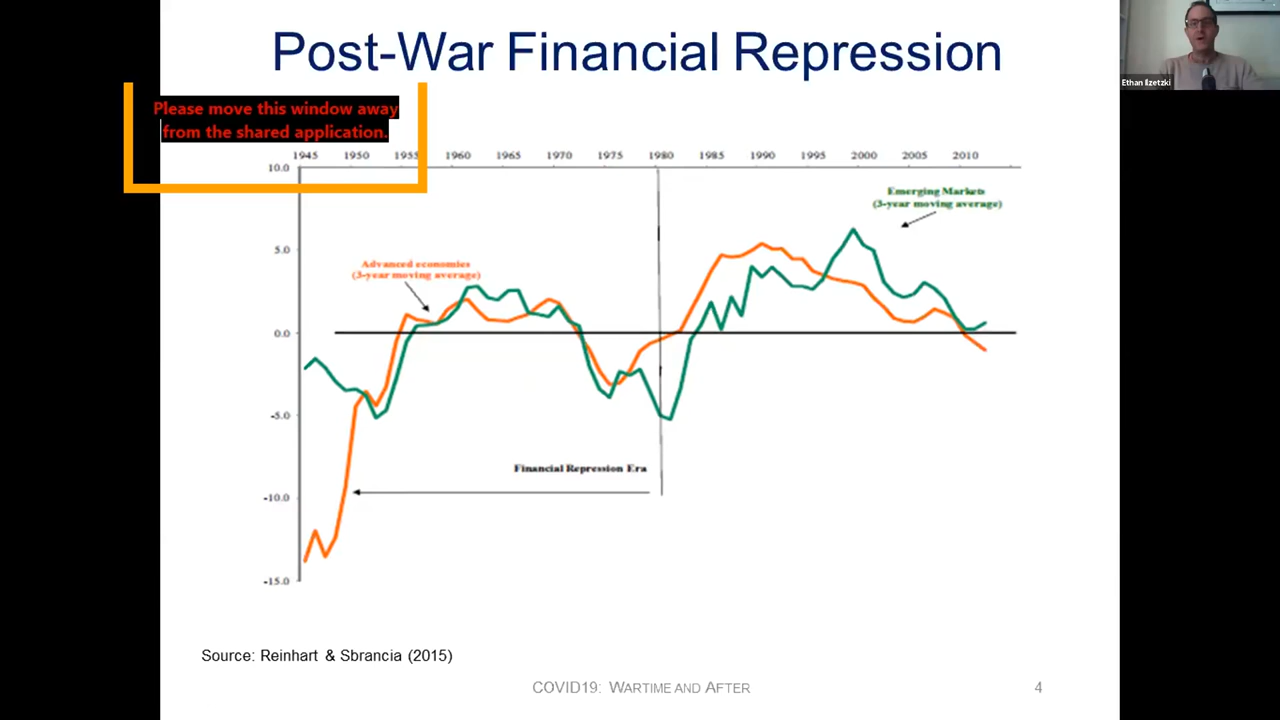 Post-War Financial Repression
Ethan Ilzetzki
Please move this window away
from the shared application.
1945 1950 1955 1960 1965 1970 1975 1980 1985 1990 1995 2000 2005 2010
10.0
Emerging Markets
(3-year moving average)
5.0
Advanced economies
(3-year moving average)
0.0
-5.0
Financial Repression Era
-10.0
-15.0
Source: Reinhart & Sbrancia (2015)
COVID19: WARTIME AND AFTER
4